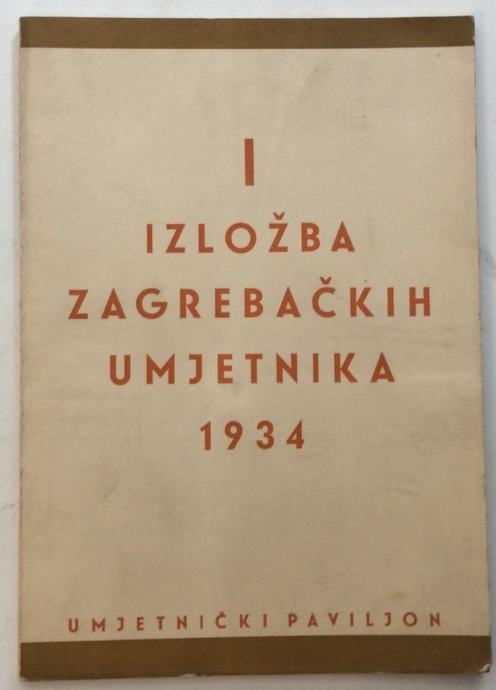 I
IZLOŽBA
ZAGREBAČKIH
UMJETNIKA
1934
UMJETNIČKI PAVILJON